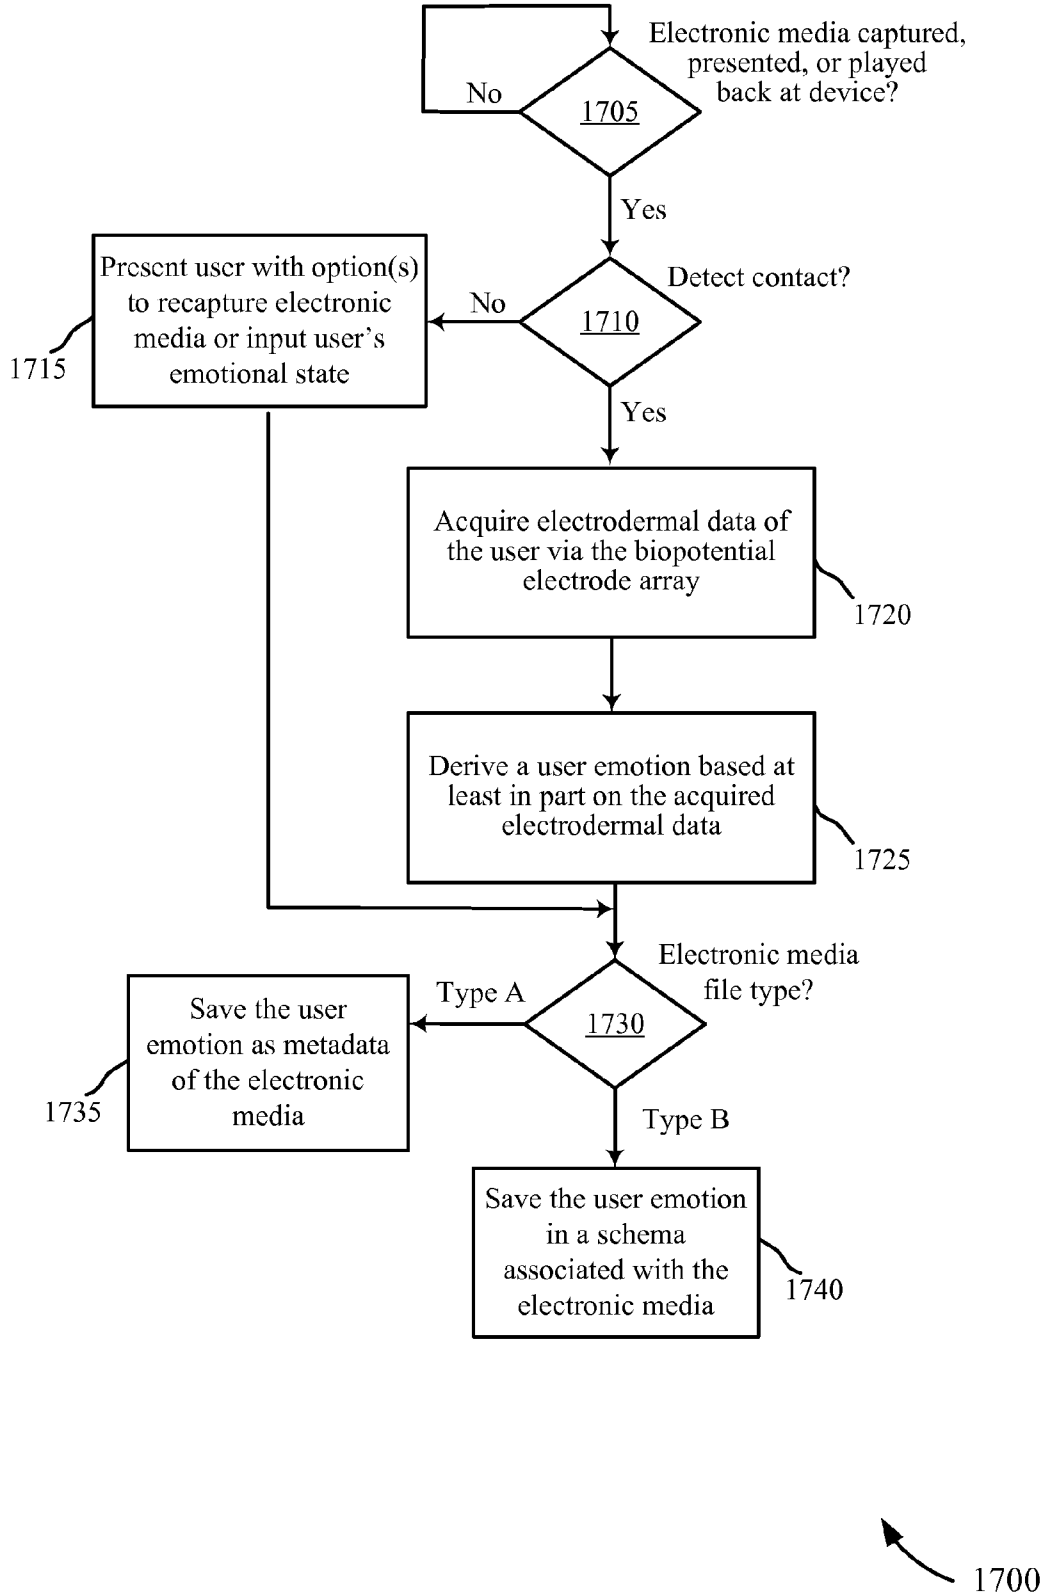 Electronic media captured,
presented, or played
back at device?
No
1705
Yes
Present user with option(s)
to recapture electronic
media or input user's
emotional state
1715
No
Detect contact?
1710
Yes
Acquire electrodermal data of
the user via the biopotential
electrode array
1720
Derive a user emotion based at
least in part on the acquired
electrodermal data
1725
Electronic media
file type?
Type A
1730
Save the user
emotion as metadata
of the electronic
media
1735
Type B
Save the user emotion
in a schema
associated with the
electronic media
1740
1700